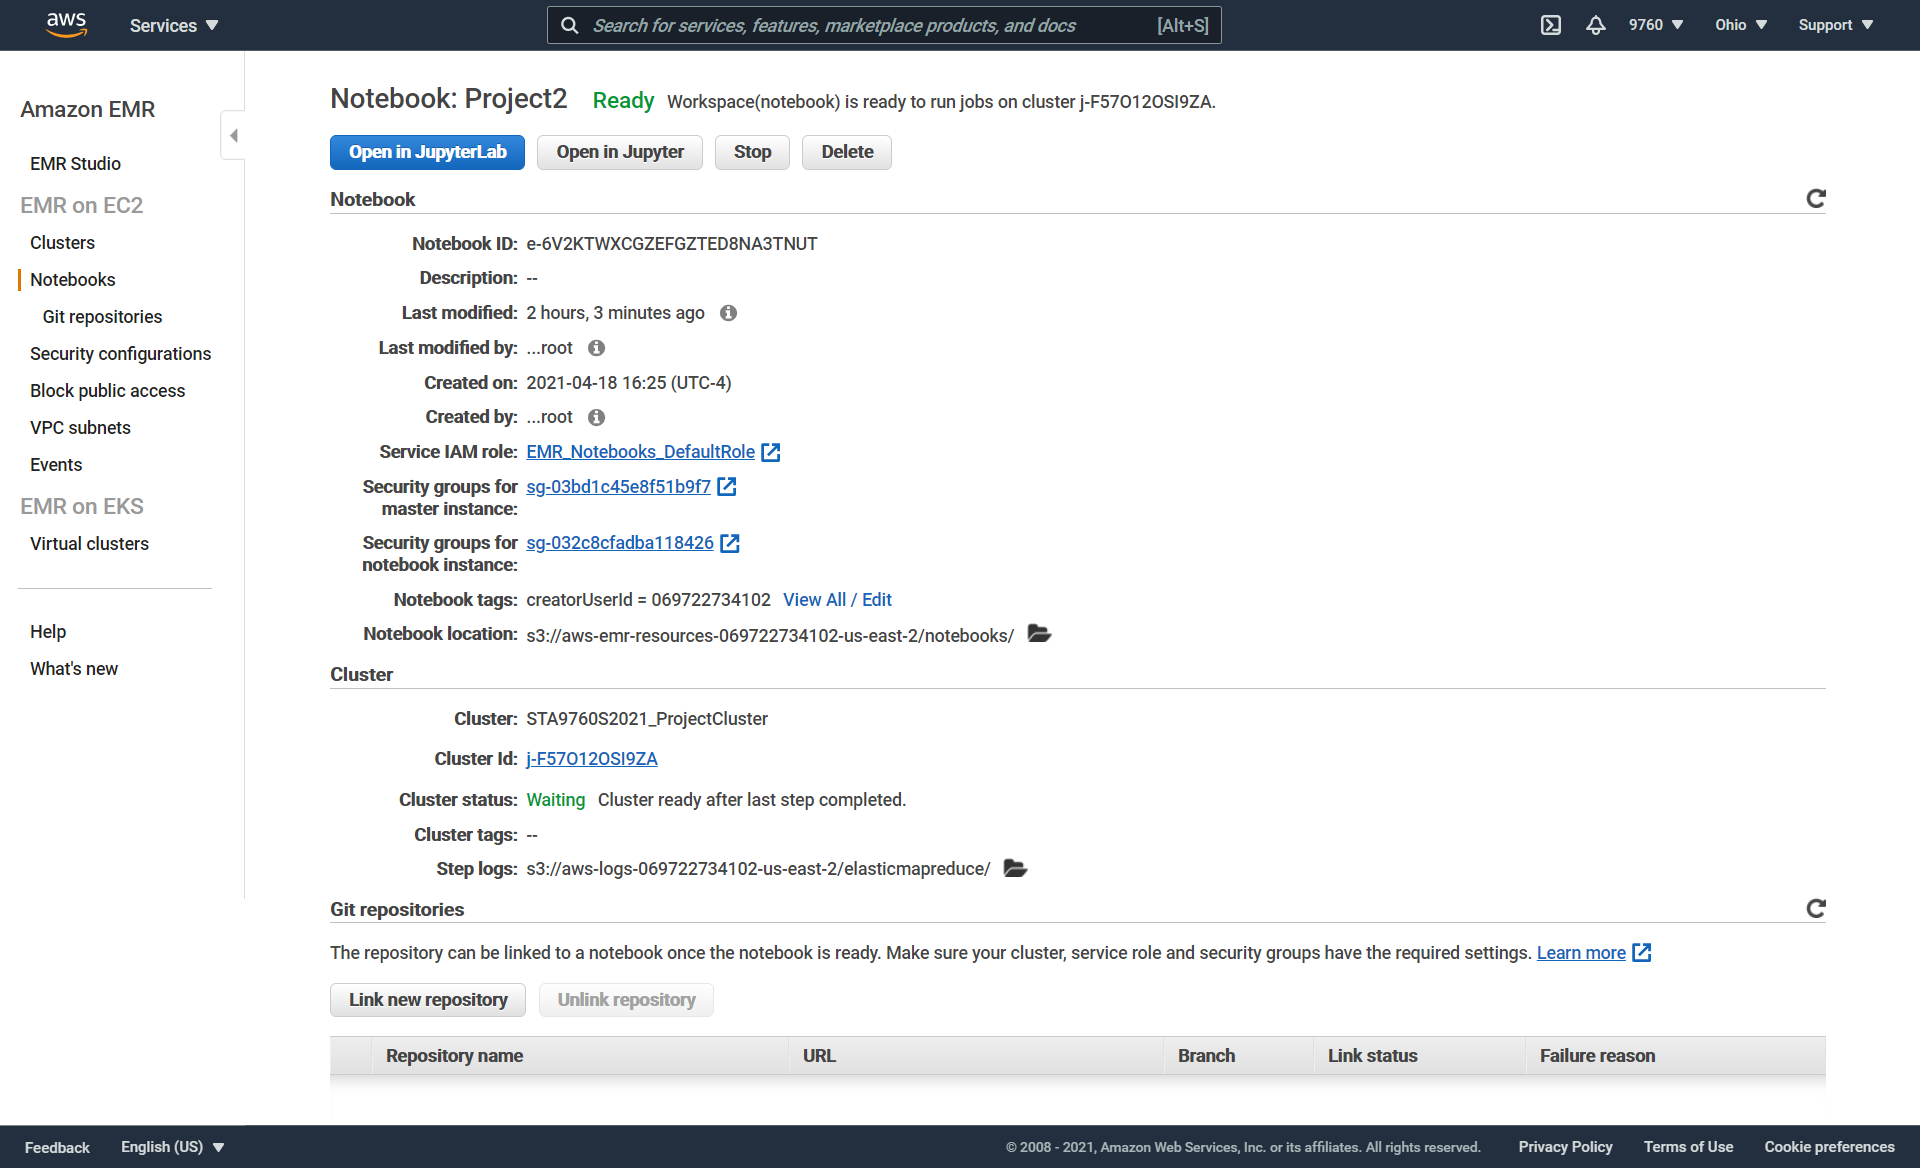 aws
Services
Search for services, features, marketplace products, and docs [Alt+S]
9760 Ohio Support
Amazon EMR
EMR Studio
EMR on EC2
Clusters
Notebooks
Git repositories
Security configurations
Block public access
VPC subnets
Events
EMR on EKS
Virtual clusters
Help
What's new
Notebook: Project2 Ready Workspace(notebook) is ready to run jobs on cluster j-F57O12OSI9ZA.
Open in JupyterLab Open in Jupyter Stop Delete
Notebook
Notebook ID: e-6V2KTWXCGZEFGZTED8NA3TNUT
Description: --
Last modified: 2 hours, 3 minutes ago
Last modified by: ...root
Created on: 2021-04-18 16:25 (UTC-4)
Created by: ...root
Service IAM role: EMR_Notebooks_DefaultRole
Security groups for sg-03bd1c45e8f51b9f7
master instance:
Security groups for sg-032c8cfadba118426
notebook instance:
Notebook tags: creatorUserId = 069722734102 View All / Edit
Notebook location: s3://aws-emr-resources-069722734102-us-east-2/notebooks/
Cluster
Cluster: STA9760S2021_ProjectCluster
Cluster Id: j-F57O12OSI9ZA
Cluster status: Waiting Cluster ready after last step completed.
Cluster tags: --
Step logs: s3://aws-logs-069722734102-us-east-2/elasticmapreduce/
Git repositories
The repository can be linked to a notebook once the notebook is ready. Make sure your cluster, service role and security groups have the required settings. Learn more
Link new repository Unlink repository
Repository name URL Branch Link status Failure reason
Feedback English (US) © 2008 - 2021, Amazon Web Services, Inc. or its affiliates. All rights reserved. Privacy Policy Terms of Use Cookie preferences